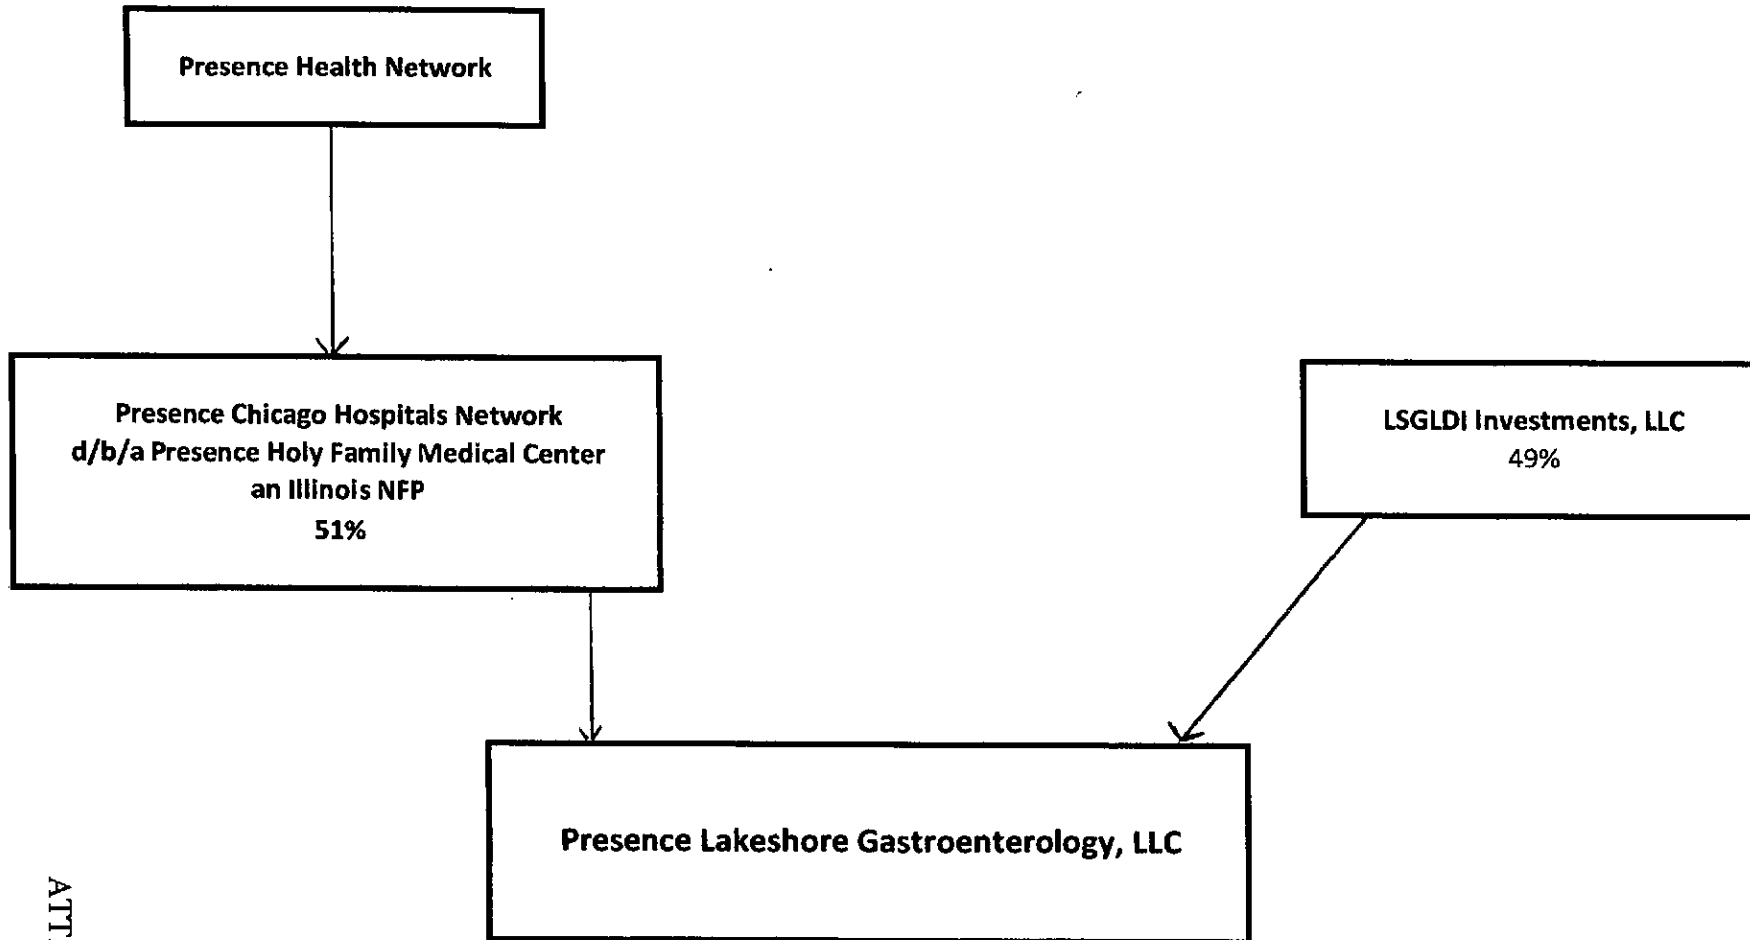 Presence Health Network
Presence Chicago Hospitals Network
d/b/a Presence Holy Family Medical Center
an Illinois NFP
51%
LSGLDI Investments, LLC
49%
Presence Lakeshore Gastroenterology, LLC
ATT